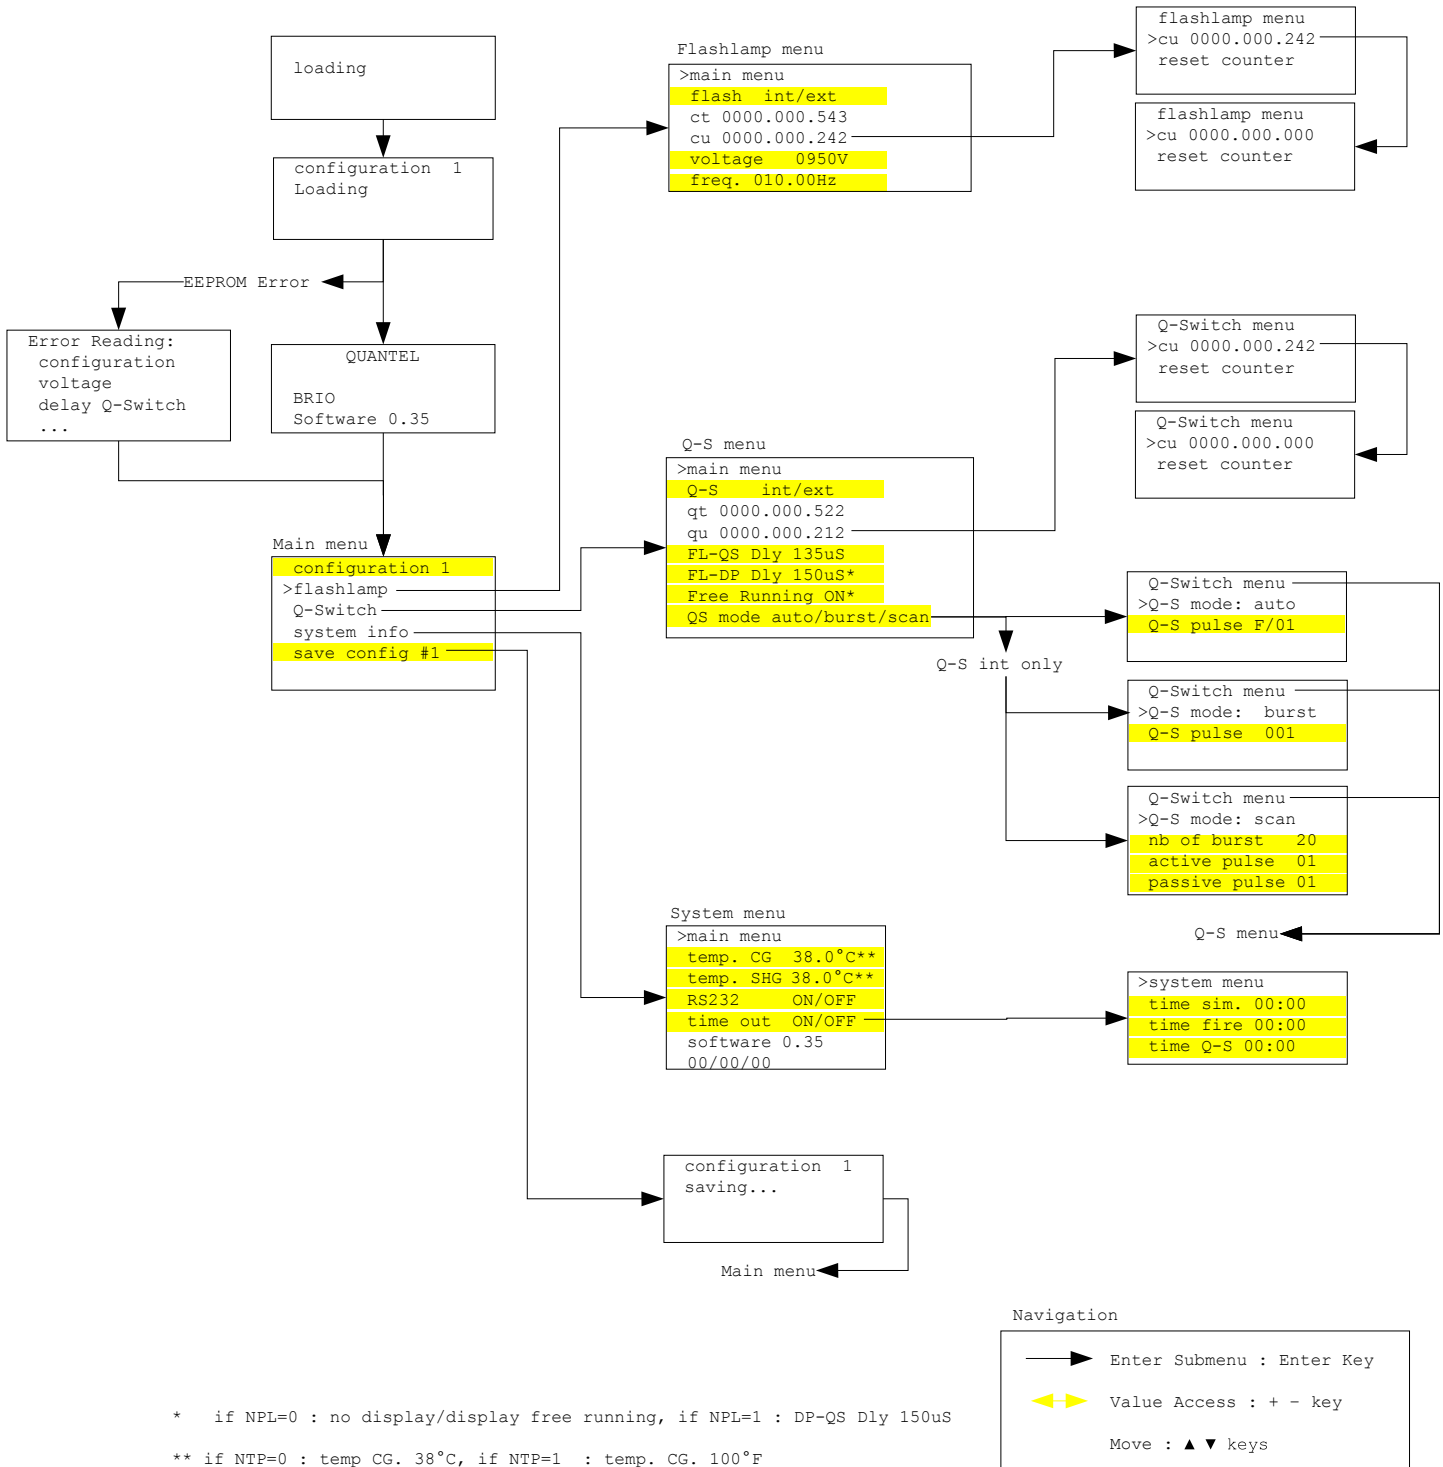 loading
configuration  1
Loading
EEPROM Error
Error Reading:
configuration
voltage
delay Q-Switch
...
QUANTEL
BRIO
Software 0.35
Main menu
configuration 1
>flashlamp
Q-Switch
system info
save config #1
Flashlamp menu
>main menu
flash  int/ext
ct 0000.000.543
cu 0000.000.242
voltage   0950V
freq. 010.00Hz
flashlamp menu
>cu 0000.000.242
reset counter
flashlamp menu
>cu 0000.000.000
reset counter
Q-S menu
>main menu
Q-S    int/ext
qt 0000.000.522
qu 0000.000.212
FL-QS Dly 135uS
FL-DP Dly 150uS*
Free Running ON*
QS mode auto/burst/scan
Q-S int only
Q-Switch menu
>cu 0000.000.242
reset counter
Q-Switch menu
>cu 0000.000.000
reset counter
Q-Switch menu
>Q-S mode: auto
Q-S pulse F/01
Q-Switch menu
>Q-S mode:  burst
Q-S pulse  001
Q-Switch menu
>Q-S mode: scan
nb of burst   20
active pulse  01
passive pulse 01
Q-S menu
System menu
>main menu
temp. CG  38.0°C**
temp. SHG 38.0°C**
RS232     ON/OFF
time out  ON/OFF
software 0.35
00/00/00
>system menu
time sim. 00:00
time fire 00:00
time Q-S 00:00
configuration  1
saving...
Main menu
Navigation
Enter Submenu : Enter Key
Value Access : + - key
Move : ▲ ▼ keys
*   if NPL=0 : no display/display free running, if NPL=1 : DP-QS Dly 150uS
** if NTP=0 : temp CG. 38°C, if NTP=1  : temp. CG. 100°F